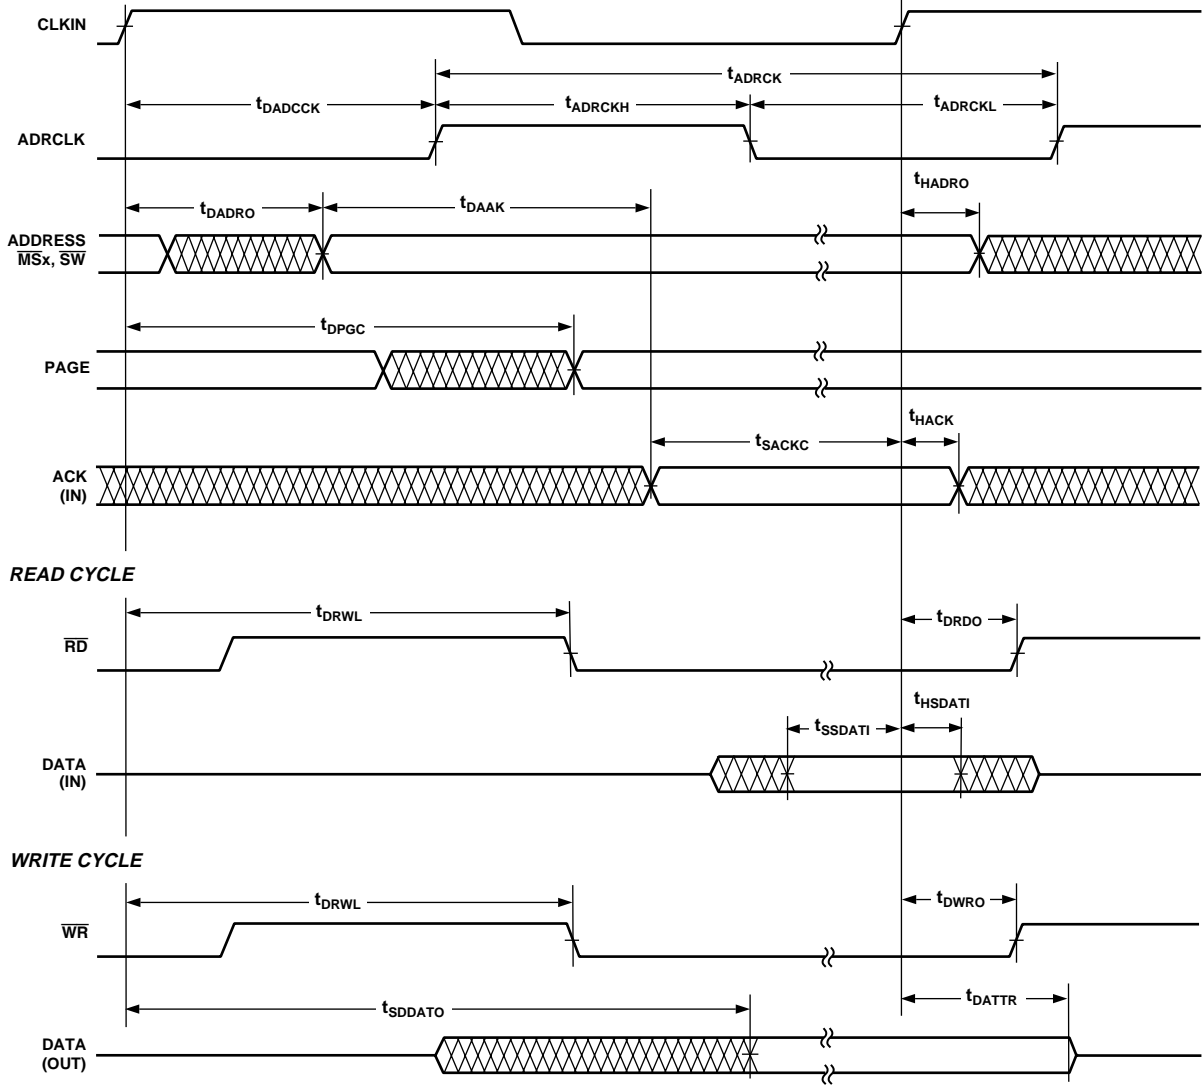 CLKIN
tADRCK
tDADCCK tADRCKH tADRCKL
ADRCLK
tHADRO
tDADRO tDAAK
ADDRESS
MSx, SW
tDPGC
PAGE
tHACK
tSACKC
ACK
(IN)
READ CYCLE
tDRWL tDRDO
RD
tHSDATI
tSSDATI
DATA
(IN)
WRITE CYCLE
tDRWL tDWRO
WR
tSDDATO tDATTR
DATA
(OUT)